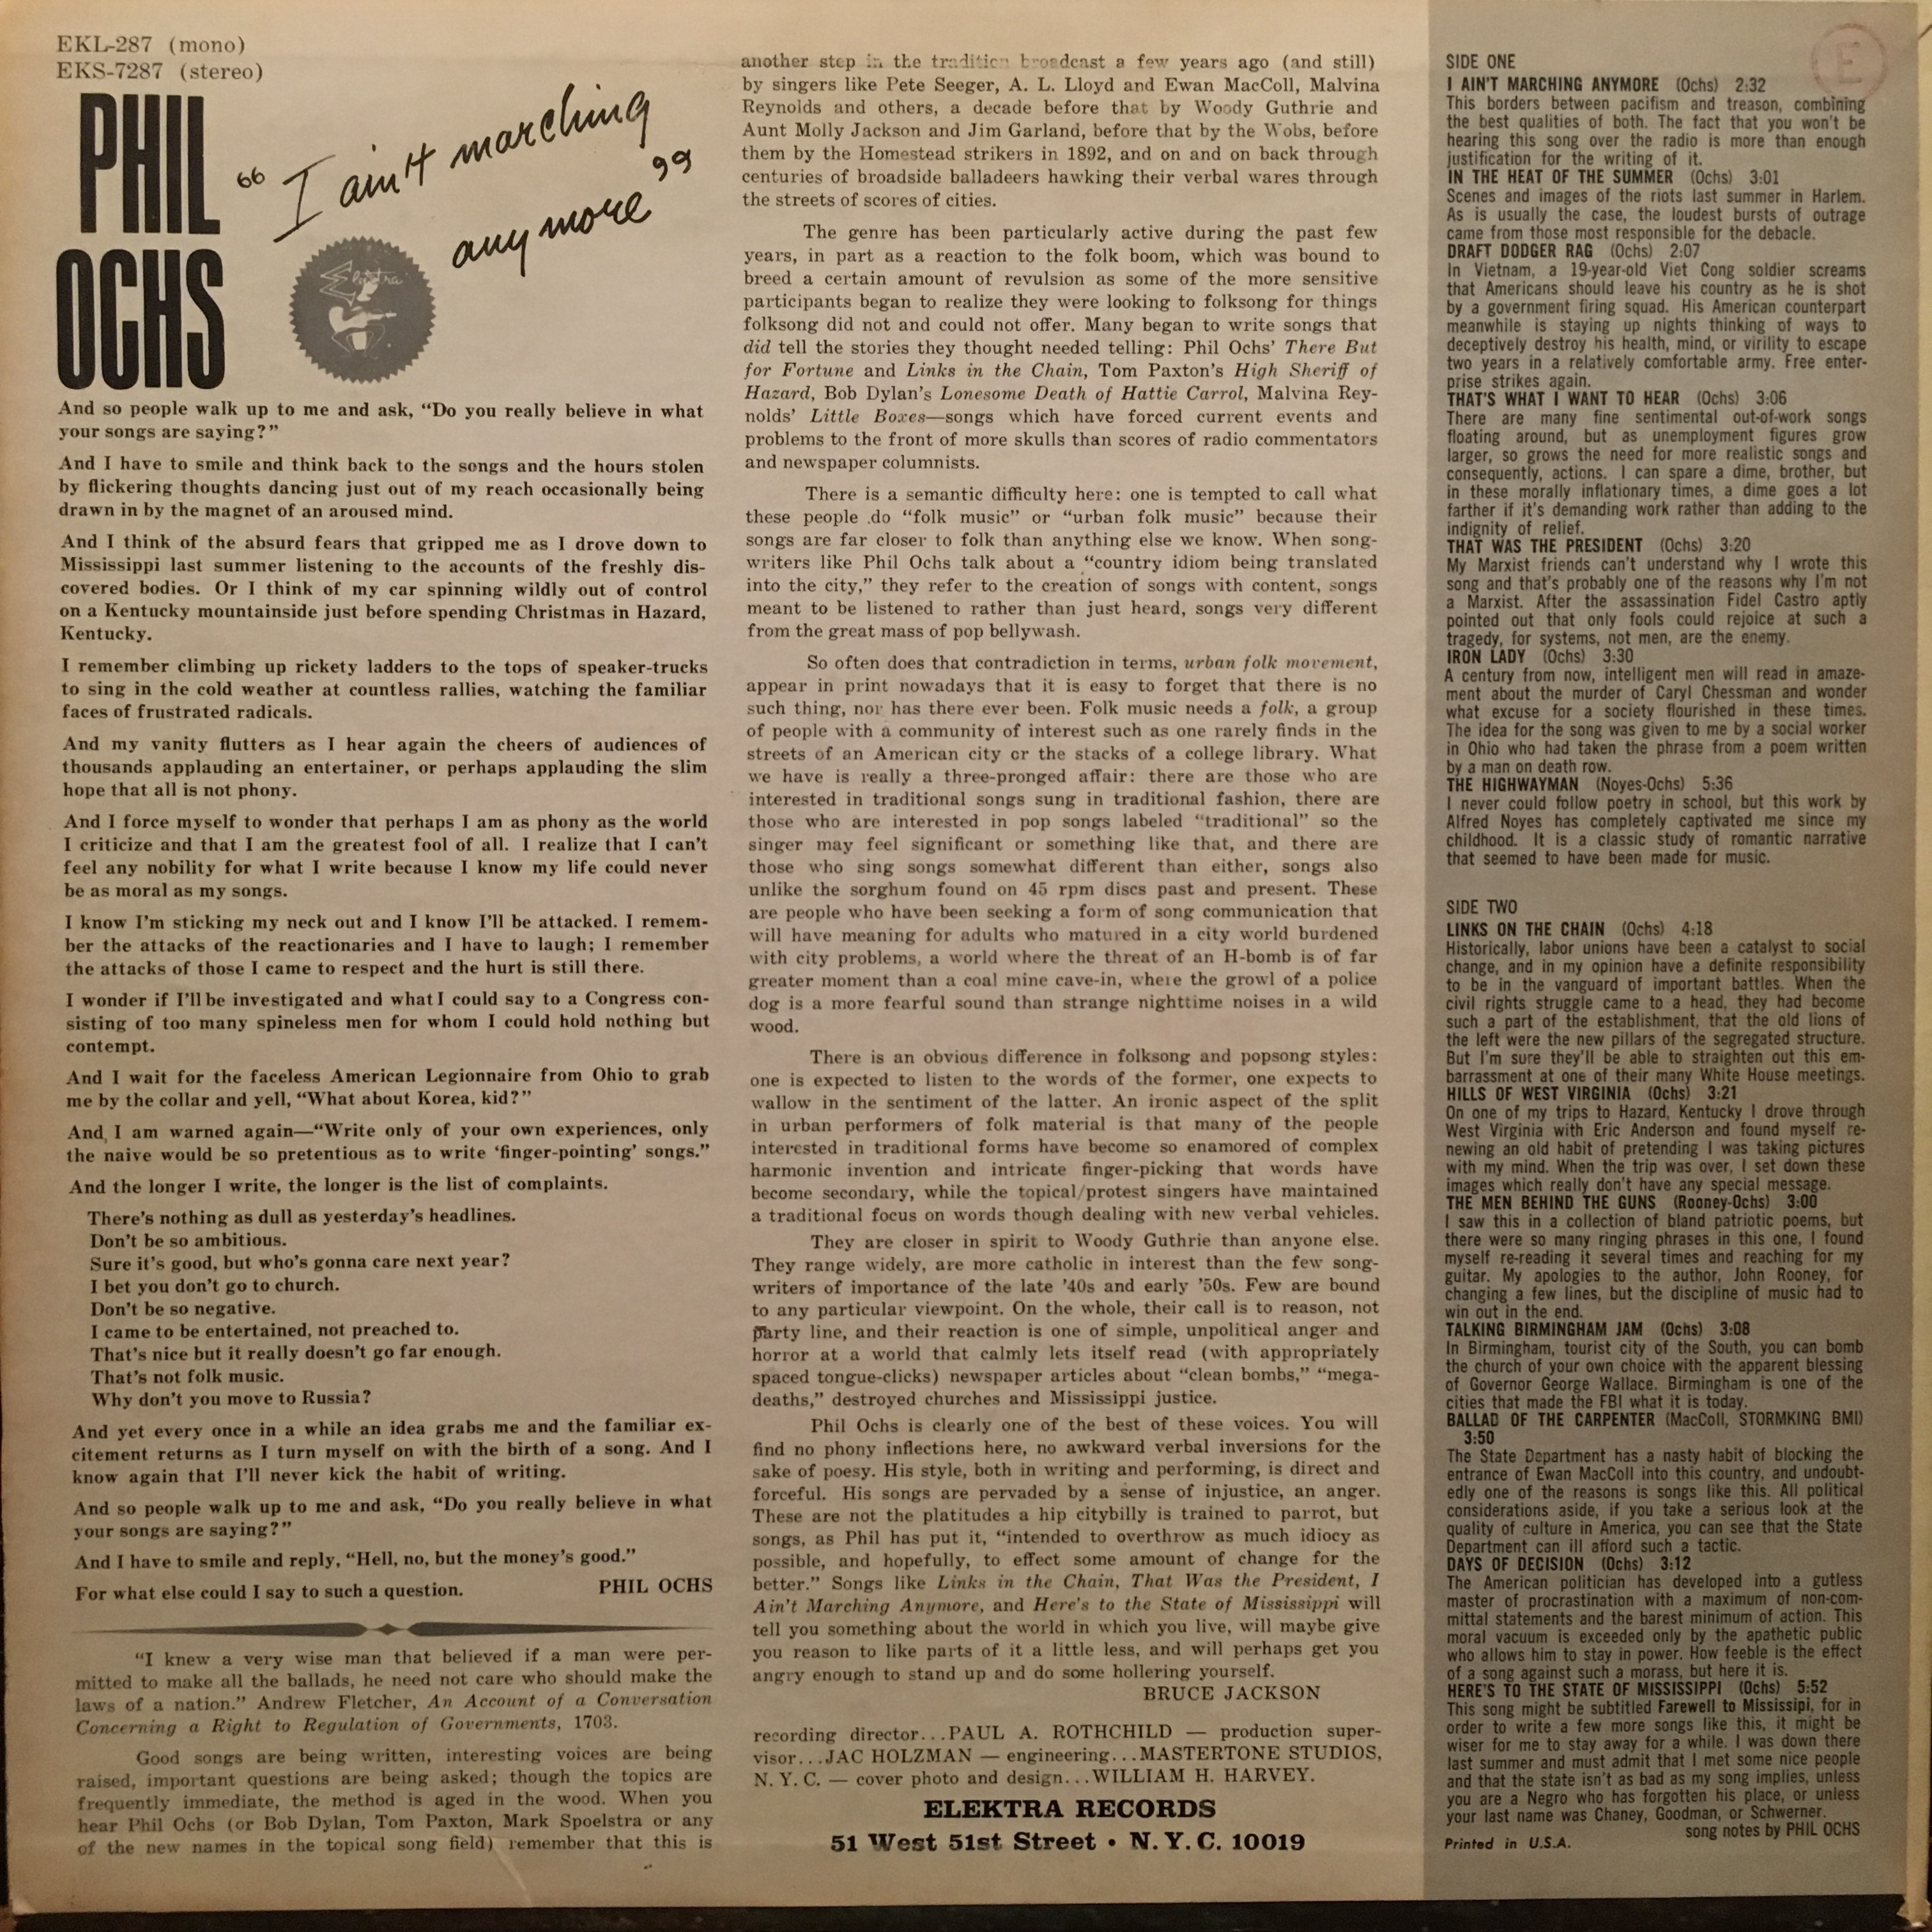 EKL-287 (mono)
EKS-7287 (stereo)
PHIL
OCHS
“I ain't marching
any more”
Elektra
And so people walk up to me and ask, “Do you really believe in what
your songs are saying?”
And I have to smile and think back to the songs and the hours stolen
by flickering thoughts dancing just out of my reach occasionally being
drawn in by the magnet of an aroused mind.
And I think of the absurd fears that gripped me as I drove down to
Mississippi last summer listening to the accounts of the freshly dis-
covered bodies. Or I think of my car spinning wildly out of control
on a Kentucky mountainside just before spending Christmas in Hazard,
Kentucky.
I remember climbing up rickety ladders to the tops of speaker-trucks
to sing in the cold weather at countless rallies, watching the familiar
faces of frustrated radicals.
And my vanity flutters as I hear again the cheers of audiences of
thousands applauding an entertainer, or perhaps applauding the slim
hope that all is not phony.
And I force myself to wonder that perhaps I am as phony as the world
I criticize and that I am the greatest fool of all. I realize that I can't
feel any nobility for what I write because I know my life could never
be as moral as my songs.
I know I'm sticking my neck out and I know I'll be attacked. I remem-
ber the attacks of the reactionaries and I have to laugh; I remember
the attacks of those I came to respect and the hurt is still there.
I wonder if I'll be investigated and what I could say to a Congress con-
sisting of too many spineless men for whom I could hold nothing but
contempt.
And I wait for the faceless American Legionnaire from Ohio to grab
me by the collar and yell, “What about Korea, kid?”
And I am warned again—“Write only of your own experiences, only
the naive would be so pretentious as to write ‘finger-pointing’ songs.”
And the longer I write, the longer is the list of complaints.
There's nothing as dull as yesterday's headlines.
Don't be so ambitious.
Sure it's good, but who's gonna care next year?
I bet you don't go to church.
Don't be so negative.
I came to be entertained, not preached to.
That's nice but it really doesn't go far enough.
That's not folk music.
Why don't you move to Russia?
And yet every once in a while an idea grabs me and the familiar ex-
citement returns as I turn myself on with the birth of a song. And I
know again that I'll never kick the habit of writing.
And so people walk up to me and ask, “Do you really believe in what
your songs are saying?”
And I have to smile and reply, “Hell, no, but the money's good.”
For what else could I say to such a question. PHIL OCHS
“I knew a very wise man that believed if a man were per-
mitted to make all the ballads, he need not care who should make the
laws of a nation.” Andrew Fletcher, An Account of a Conversation
Concerning a Right to Regulation of Governments, 1703.
Good songs are being written, interesting voices are being
raised, important questions are being asked; though the topics are
frequently immediate, the method is aged in the wood. When you
hear Phil Ochs (or Bob Dylan, Tom Paxton, Mark Spoelstra or any
of the new names in the topical song field) remember that this is
another step in the tradition broadcast a few years ago (and still)
by singers like Pete Seeger, A. L. Lloyd and Ewan MacColl, Malvina
Reynolds and others, a decade before that by Woody Guthrie and
Aunt Molly Jackson and Jim Garland, before that by the Wobs, before
them by the Homestead strikers in 1892, and on and on back through
centuries of broadside balladeers hawking their verbal wares through
the streets of scores of cities.
The genre has been particularly active during the past few
years, in part as a reaction to the folk boom, which was bound to
breed a certain amount of revulsion as some of the more sensitive
participants began to realize they were looking to folksong for things
folksong did not and could not offer. Many began to write songs that
did tell the stories they thought needed telling: Phil Ochs' There But
for Fortune and Links in the Chain, Tom Paxton's High Sheriff of
Hazard, Bob Dylan's Lonesome Death of Hattie Carrol, Malvina Rey-
nolds' Little Boxes—songs which have forced current events and
problems to the front of more skulls than scores of radio commentators
and newspaper columnists.
There is a semantic difficulty here: one is tempted to call what
these people do “folk music” or “urban folk music” because their
songs are far closer to folk than anything else we know. When song-
writers like Phil Ochs talk about a “country idiom being translated
into the city,” they refer to the creation of songs with content, songs
meant to be listened to rather than just heard, songs very different
from the great mass of pop bellywash.
So often does that contradiction in terms, urban folk movement,
appear in print nowadays that it is easy to forget that there is no
such thing, nor has there ever been. Folk music needs a folk, a group
of people with a community of interest such as one rarely finds in the
streets of an American city or the stacks of a college library. What
we have is really a three-pronged affair: there are those who are
interested in traditional songs sung in traditional fashion, there are
those who are interested in pop songs labeled “traditional” so the
singer may feel significant or something like that, and there are
those who sing songs somewhat different than either, songs also
unlike the sorghum found on 45 rpm discs past and present. These
are people who have been seeking a form of song communication that
will have meaning for adults who matured in a city world burdened
with city problems, a world where the threat of an H-bomb is of far
greater moment than a coal mine cave-in, where the growl of a police
dog is a more fearful sound than strange nighttime noises in a wild
wood.
There is an obvious difference in folksong and popsong styles:
one is expected to listen to the words of the former, one expects to
wallow in the sentiment of the latter. An ironic aspect of the split
in urban performers of folk material is that many of the people
interested in traditional forms have become so enamored of complex
harmonic invention and intricate finger-picking that words have
become secondary, while the topical/protest singers have maintained
a traditional focus on words though dealing with new verbal vehicles.
They are closer in spirit to Woody Guthrie than anyone else.
They range widely, are more catholic in interest than the few song-
writers of importance of the late '40s and early '50s. Few are bound
to any particular viewpoint. On the whole, their call is to reason, not
party line, and their reaction is one of simple, unpolitical anger and
horror at a world that calmly lets itself read (with appropriately
spaced tongue-clicks) newspaper articles about “clean bombs,” “mega-
deaths,” destroyed churches and Mississippi justice.
Phil Ochs is clearly one of the best of these voices. You will
find no phony inflections here, no awkward verbal inversions for the
sake of poesy. His style, both in writing and performing, is direct and
forceful. His songs are pervaded by a sense of injustice, an anger.
These are not the platitudes a hip citybilly is trained to parrot, but
songs, as Phil has put it, “intended to overthrow as much idiocy as
possible, and hopefully, to effect some amount of change for the
better.” Songs like Links in the Chain, That Was the President, I
Ain't Marching Anymore, and Here's to the State of Mississippi will
tell you something about the world in which you live, will maybe give
you reason to like parts of it a little less, and will perhaps get you
angry enough to stand up and do some hollering yourself.
BRUCE JACKSON
recording director...PAUL A. ROTHCHILD — production super-
visor...JAC HOLZMAN — engineering...MASTERTONE STUDIOS,
N. Y. C. — cover photo and design...WILLIAM H. HARVEY.
ELEKTRA RECORDS
51 West 51st Street • N. Y. C. 10019
E
SIDE ONE
I AIN'T MARCHING ANYMORE (Ochs) 2:32
This borders between pacifism and treason, combining
the best qualities of both. The fact that you won't be
hearing this song over the radio is more than enough
justification for the writing of it.
IN THE HEAT OF THE SUMMER (Ochs) 3:01
Scenes and images of the riots last summer in Harlem.
As is usually the case, the loudest bursts of outrage
came from those most responsible for the debacle.
DRAFT DODGER RAG (Ochs) 2:07
In Vietnam, a 19-year-old Viet Cong soldier screams
that Americans should leave his country as he is shot
by a government firing squad. His American counterpart
meanwhile is staying up nights thinking of ways to
deceptively destroy his health, mind, or virility to escape
two years in a relatively comfortable army. Free enter-
prise strikes again.
THAT'S WHAT I WANT TO HEAR (Ochs) 3:06
There are many fine sentimental out-of-work songs
floating around, but as unemployment figures grow
larger, so grows the need for more realistic songs and
consequently, actions. I can spare a dime, brother, but
in these morally inflationary times, a dime goes a lot
farther if it's demanding work rather than adding to the
indignity of relief.
THAT WAS THE PRESIDENT (Ochs) 3:20
My Marxist friends can't understand why I wrote this
song and that's probably one of the reasons why I'm not
a Marxist. After the assassination Fidel Castro aptly
pointed out that only fools could rejoice at such a
tragedy, for systems, not men, are the enemy.
IRON LADY (Ochs) 3:30
A century from now, intelligent men will read in amaze-
ment about the murder of Caryl Chessman and wonder
what excuse for a society flourished in these times.
The idea for the song was given to me by a social worker
in Ohio who had taken the phrase from a poem written
by a man on death row.
THE HIGHWAYMAN (Noyes-Ochs) 5:36
I never could follow poetry in school, but this work by
Alfred Noyes has completely captivated me since my
childhood. It is a classic study of romantic narrative
that seemed to have been made for music.
SIDE TWO
LINKS ON THE CHAIN (Ochs) 4:18
Historically, labor unions have been a catalyst to social
change, and in my opinion have a definite responsibility
to be in the vanguard of important battles. When the
civil rights struggle came to a head, they had become
such a part of the establishment, that the old lions of
the left were the new pillars of the segregated structure.
But I'm sure they'll be able to straighten out this em-
barrassment at one of their many White House meetings.
HILLS OF WEST VIRGINIA (Ochs) 3:21
On one of my trips to Hazard, Kentucky I drove through
West Virginia with Eric Anderson and found myself re-
newing an old habit of pretending I was taking pictures
with my mind. When the trip was over, I set down these
images which really don't have any special message.
THE MEN BEHIND THE GUNS (Rooney-Ochs) 3:00
I saw this in a collection of bland patriotic poems, but
there were so many ringing phrases in this one, I found
myself re-reading it several times and reaching for my
guitar. My apologies to the author, John Rooney, for
changing a few lines, but the discipline of music had to
win out in the end.
TALKING BIRMINGHAM JAM (Ochs) 3:08
In Birmingham, tourist city of the South, you can bomb
the church of your own choice with the apparent blessing
of Governor George Wallace. Birmingham is one of the
cities that made the FBI what it is today.
BALLAD OF THE CARPENTER (MacColl, STORMKING BMI)
3:50
The State Department has a nasty habit of blocking the
entrance of Ewan MacColl into this country, and undoubt-
edly one of the reasons is songs like this. All political
considerations aside, if you take a serious look at the
quality of culture in America, you can see that the State
Department can ill afford such a tactic.
DAYS OF DECISION (Ochs) 3:12
The American politician has developed into a gutless
master of procrastination with a maximum of non-com-
mittal statements and the barest minimum of action. This
moral vacuum is exceeded only by the apathetic public
who allows him to stay in power. How feeble is the effect
of a song against such a morass, but here it is.
HERE'S TO THE STATE OF MISSISSIPPI (Ochs) 5:52
This song might be subtitled Farewell to Mississipi, for in
order to write a few more songs like this, it might be
wiser for me to stay away for a while. I was down there
last summer and must admit that I met some nice people
and that the state isn't as bad as my song implies, unless
you are a Negro who has forgotten his place, or unless
your last name was Chaney, Goodman, or Schwerner.
song notes by PHIL OCHS
Printed in U.S.A.